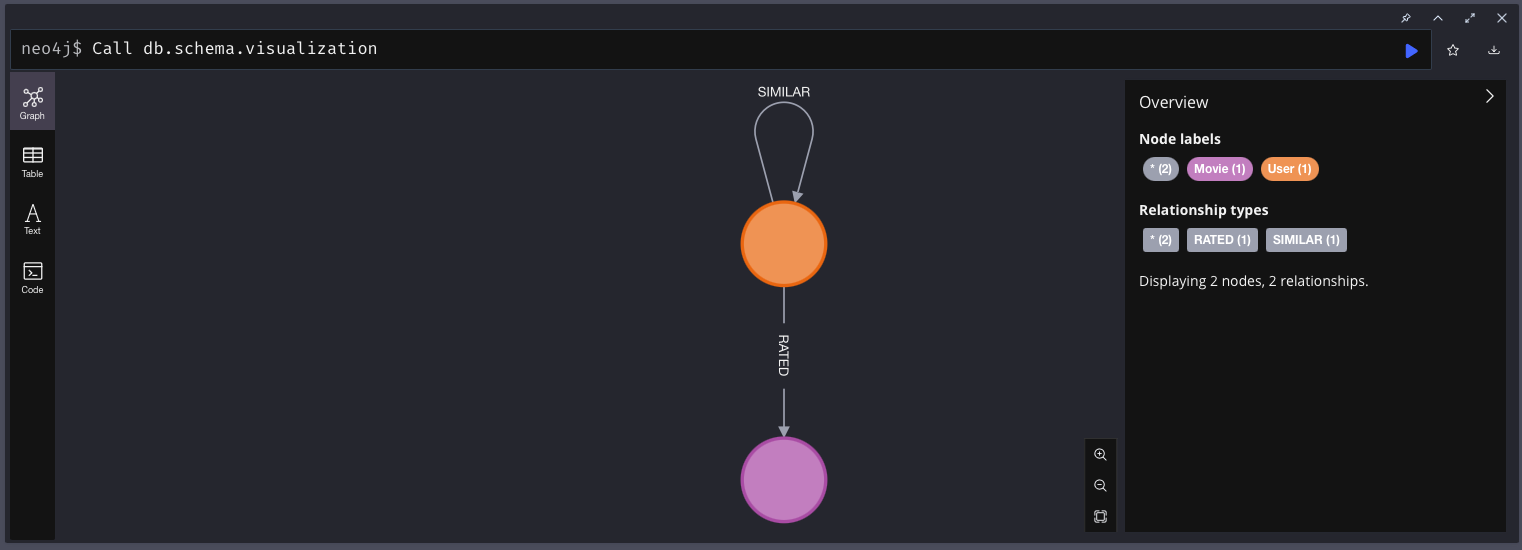 neo4j$ Call db.schema.visualization
Graph
Table
Text
Code
SIMILAR
RATED
Overview
Node labels
* (2) Movie (1) User (1)
Relationship types
* (2) RATED (1) SIMILAR (1)
Displaying 2 nodes, 2 relationships.